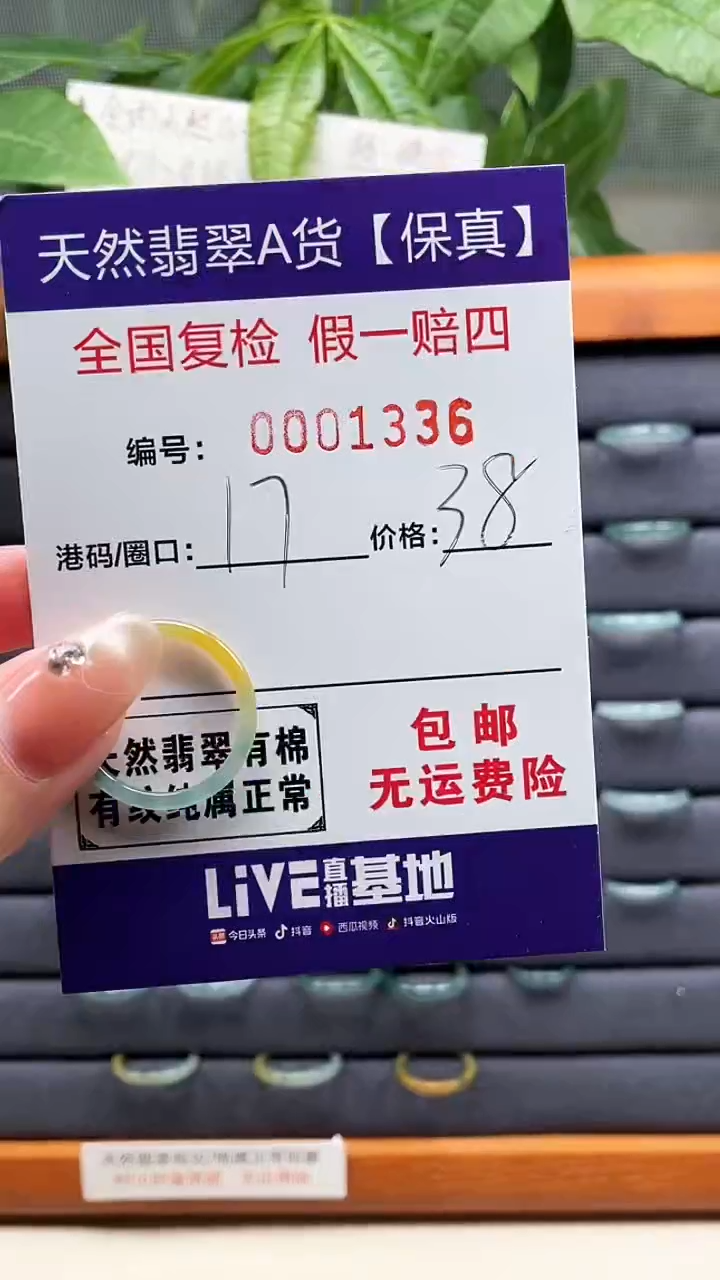 天然翡翠A货【保真】
全国复检 假一赔四
编号: 0001336
港码/圈口: 17 价格: 38
天然翡翠有棉
有纹纯属正常
包邮
无运费险
LiVE直播基地
今日头条 抖音 西瓜视频 抖音火山版